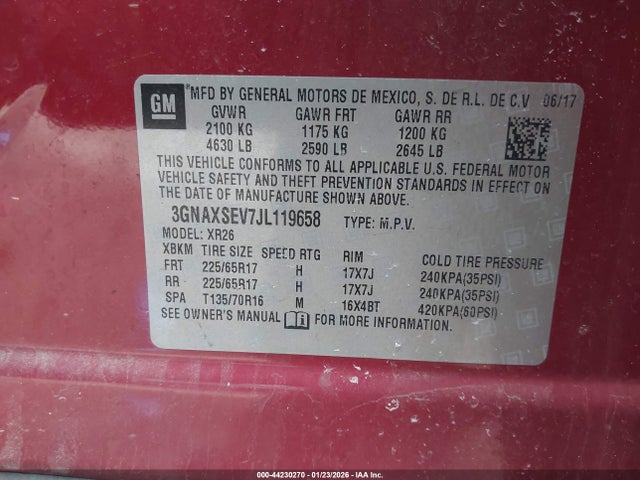 GM MFD BY GENERAL MOTORS DE MEXICO, S. DE R.L. DE C.V 06/17
GVWR GAWR FRT GAWR RR
2100 KG 1175 KG 1200 KG
4630 LB 2590 LB 2645 LB
THIS VEHICLE CONFORMS TO ALL APPLICABLE U.S. FEDERAL MOTOR
VEHICLE SAFETY AND THEFT PREVENTION STANDARDS IN EFFECT ON
THE DATE OF MANUFACTURE SHOWN ABOVE.
3GNAXSEV7JL119658 TYPE: M.P.V.
MODEL: XR26
XBKM TIRE SIZE SPEED RTG RIM COLD TIRE PRESSURE
FRT 225/65R17 H 17X7J 240KPA(35PSI)
RR 225/65R17 H 17X7J 240KPA(35PSI)
SPA T135/70R16 M 16X4BT 420KPA(60PSI)
SEE OWNER'S MANUAL i FOR MORE INFORMATION.
000-44230270 - 01/23/2026 - IAA Inc.